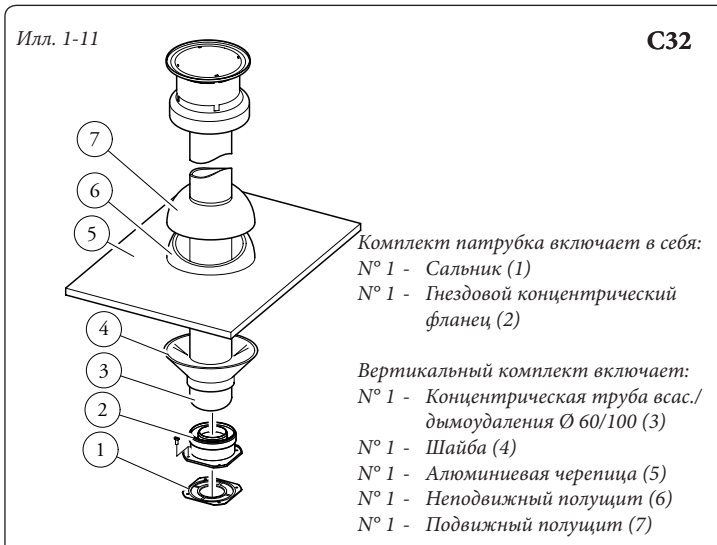 Илл. 1-11
C32
7
6
5
4
3
2
1
Комплект патрубка включает в себя:
N° 1 - Сальник (1)
N° 1 - Гнездовой концентрический
фланец (2)
Вертикальный комплект включает:
N° 1 - Концентрическая труба всас./
дымоудаления Ø 60/100 (3)
N° 1 - Шайба (4)
N° 1 - Алюминиевая черепица (5)
N° 1 - Неподвижный полущит (6)
N° 1 - Подвижный полущит (7)